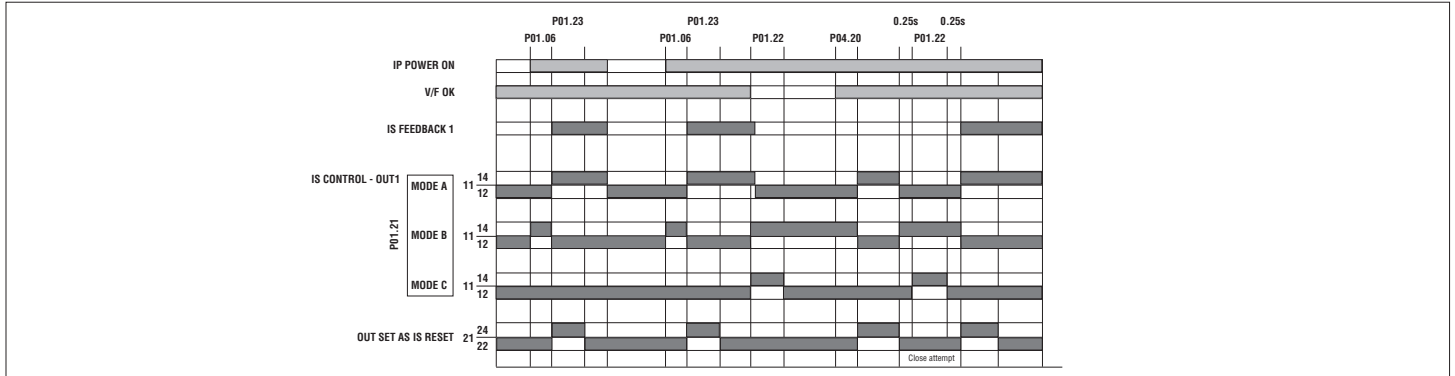 P01.23 P01.23 0.25s 0.25s
P01.06 P01.06 P01.22 P04.20 P01.22
IP POWER ON
V/F OK
IS FEEDBACK 1
IS CONTROL - OUT1
P01.21
MODE A 11 14 12
MODE B 11 14 12
MODE C 11 14 12
OUT SET AS IS RESET 21 24 22
Close attempt